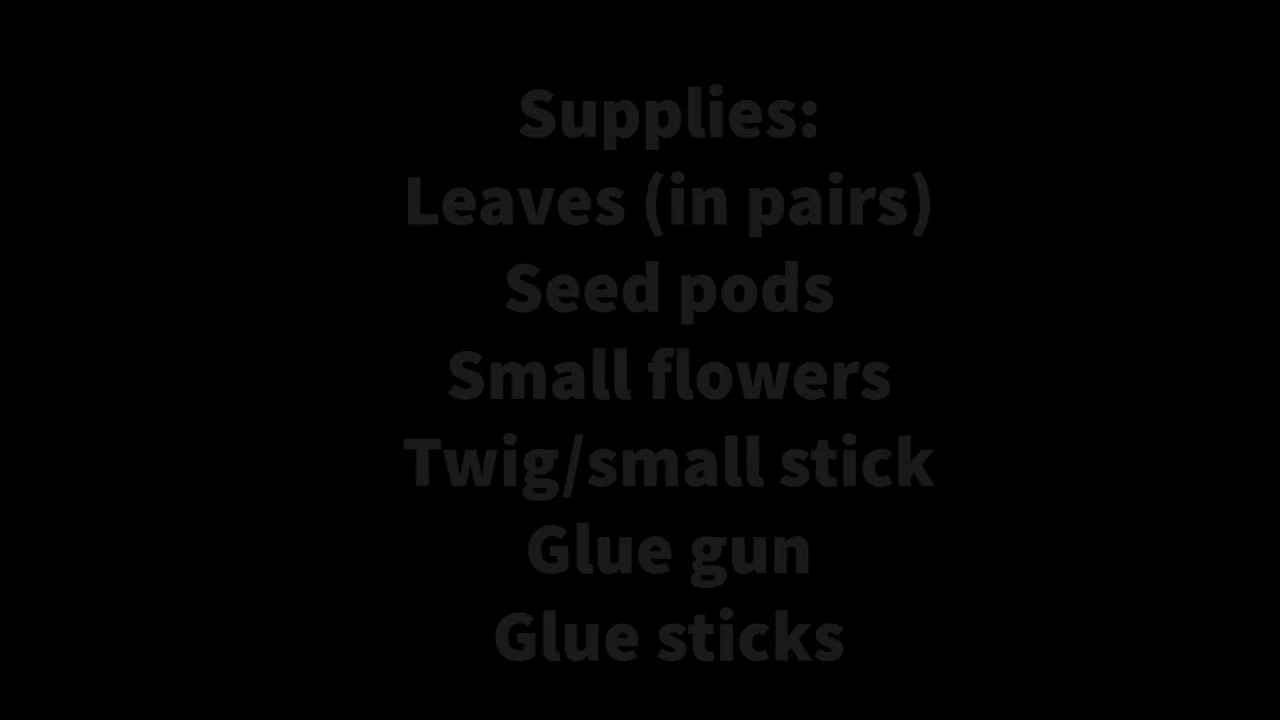 Supplies:
Leaves (in pairs)
Seed pods
Small flowers
Twig/small stick
Glue gun
Glue sticks